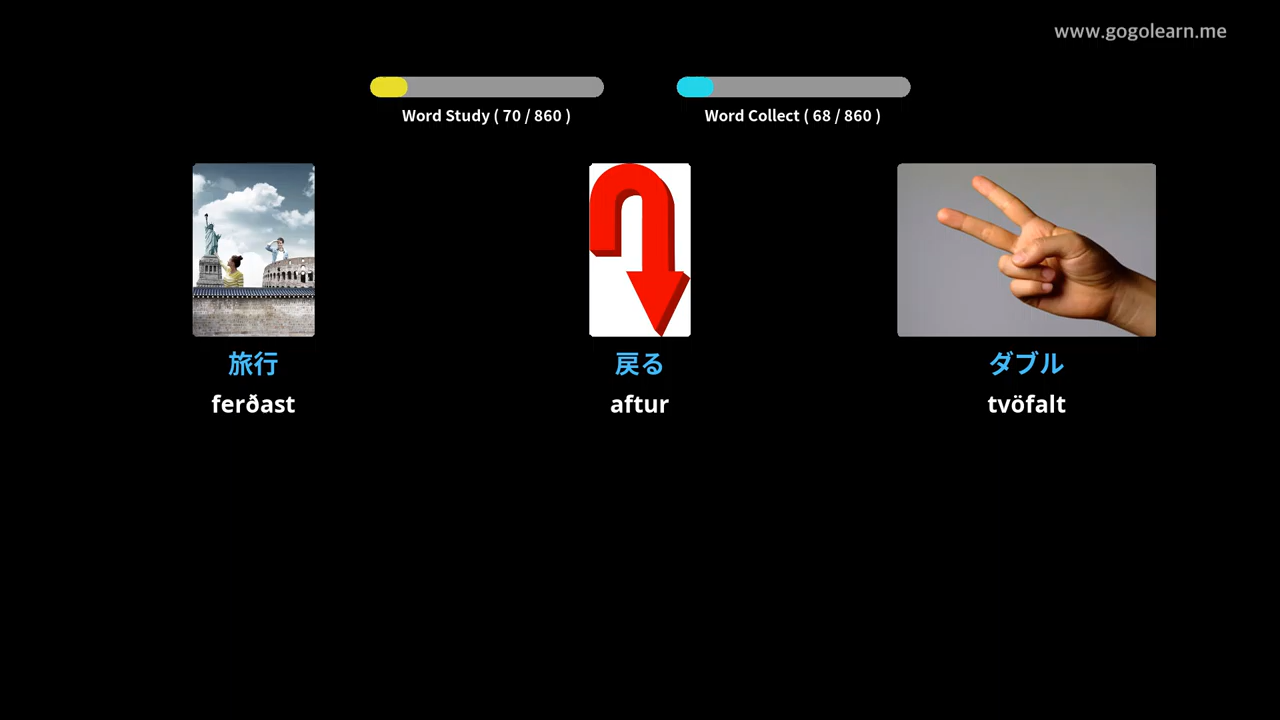 www.gogolearn.me
Word Study ( 70 / 860 )
Word Collect ( 68 / 860 )
旅行
戻る
ダブル
ferðast
aftur
tvöfalt